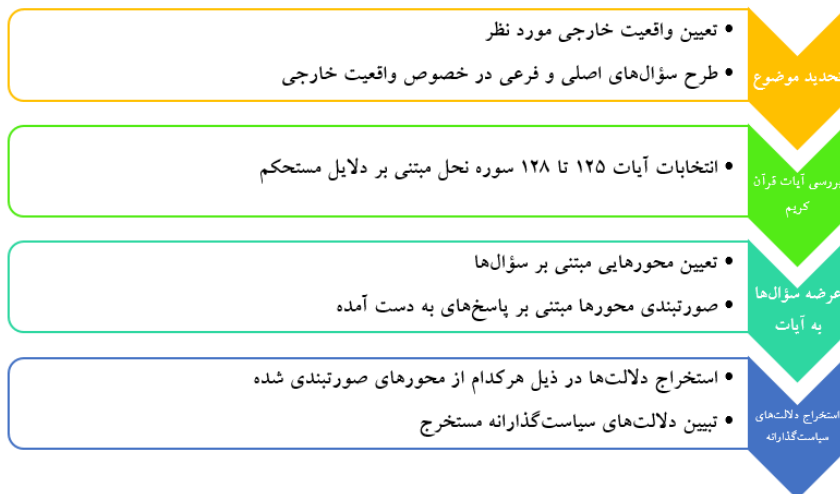 تحدید موضوع
• تعیین واقعیت خارجی مورد نظر
• طرح سؤال‌های اصلی و فرعی در خصوص واقعیت خارجی
بررسی آیات قرآن
کریم
• انتخابات آیات ۱۲۵ تا ۱۲۸ سوره نحل مبتنی بر دلایل مستحکم
عرضه سؤال‌ها
به آیات
• تعیین محورهایی مبتنی بر سؤال‌ها
• صورتبندی محورها مبتنی بر پاسخ‌های به دست آمده
استخراج دلالت‌های
سیاست‌گذارانه
• استخراج دلالت‌ها در ذیل هرکدام از محورهای صورتبندی شده
• تبیین دلالت‌های سیاست‌گذارانه مستخرج